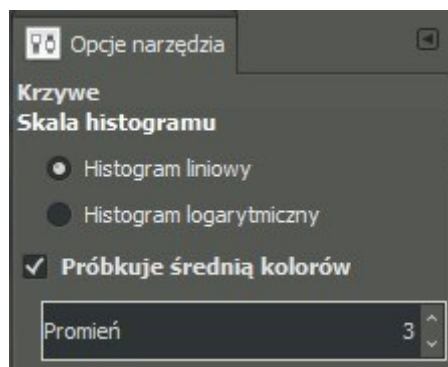 Opcje narzędzia
Krzywe
Skala histogramu
Histogram liniowy
Histogram logarytmiczny
Próbkuje średnią kolorów
Promień 3